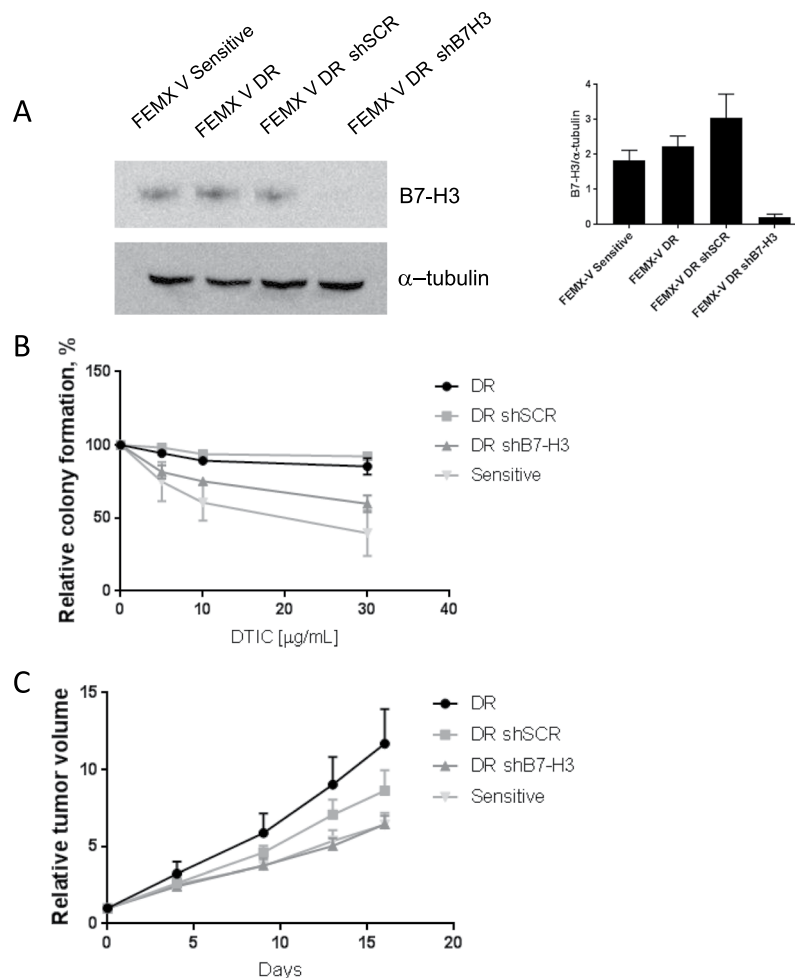 A
FEMX V Sensitive
FEMX V DR
FEMX V DR shSCR
FEMX V DR shB7H3
B7-H3
α–tubulin
B7-H3/α-tubulin
4
3
2
1
0
FEMX-V Sensitive
FEMX-V DR
FEMX-V DR shSCR
FEMX-V DR shB7-H3
B
Relative colony formation, %
150
100
50
0
0 10 20 30 40
DTIC [μg/mL]
DR
DR shSCR
DR shB7-H3
Sensitive
C
Relative tumor volume
15
10
5
0
0 5 10 15 20
Days
DR
DR shSCR
DR shB7-H3
Sensitive